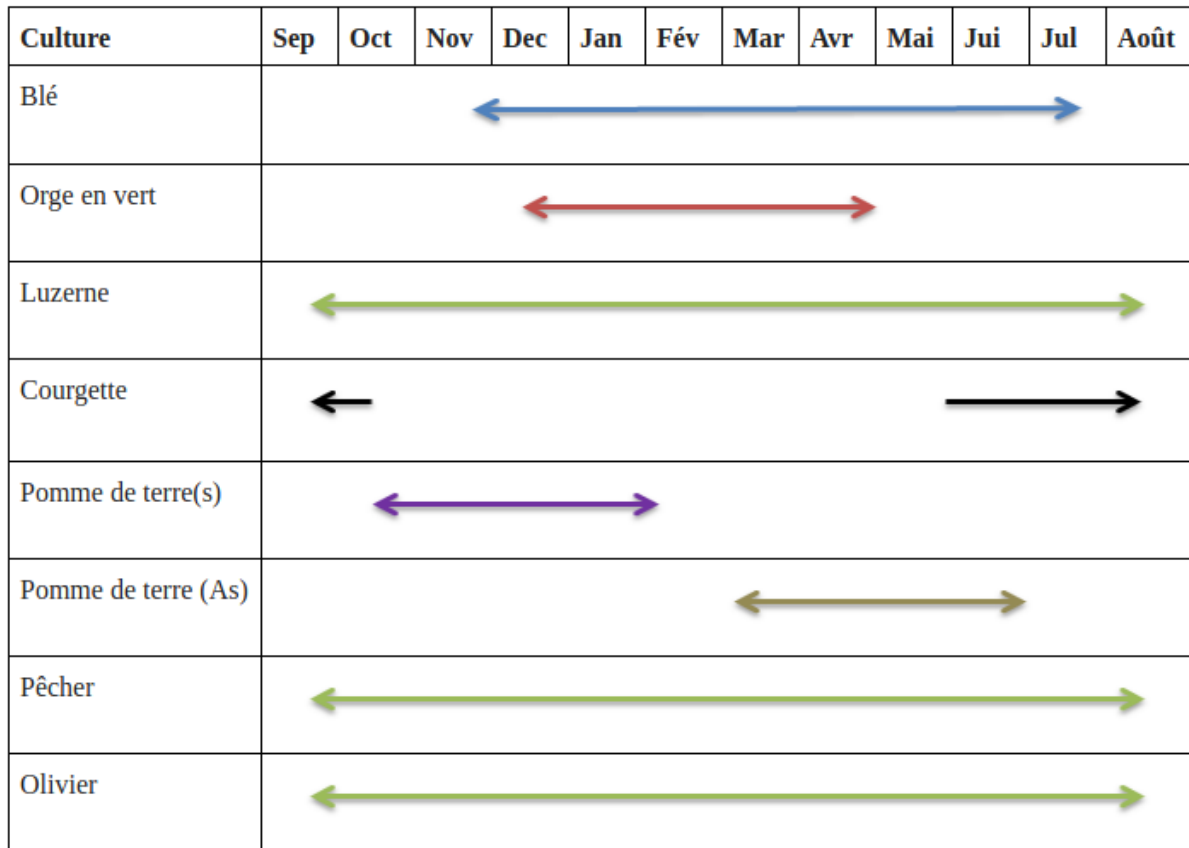 Culture Sep Oct Nov Dec Jan Fév Mar Avr Mai Jui Jul Août
Blé
Orge en vert
Luzerne
Courgette
Pomme de terre(s)
Pomme de terre (As)
Pêcher
Olivier